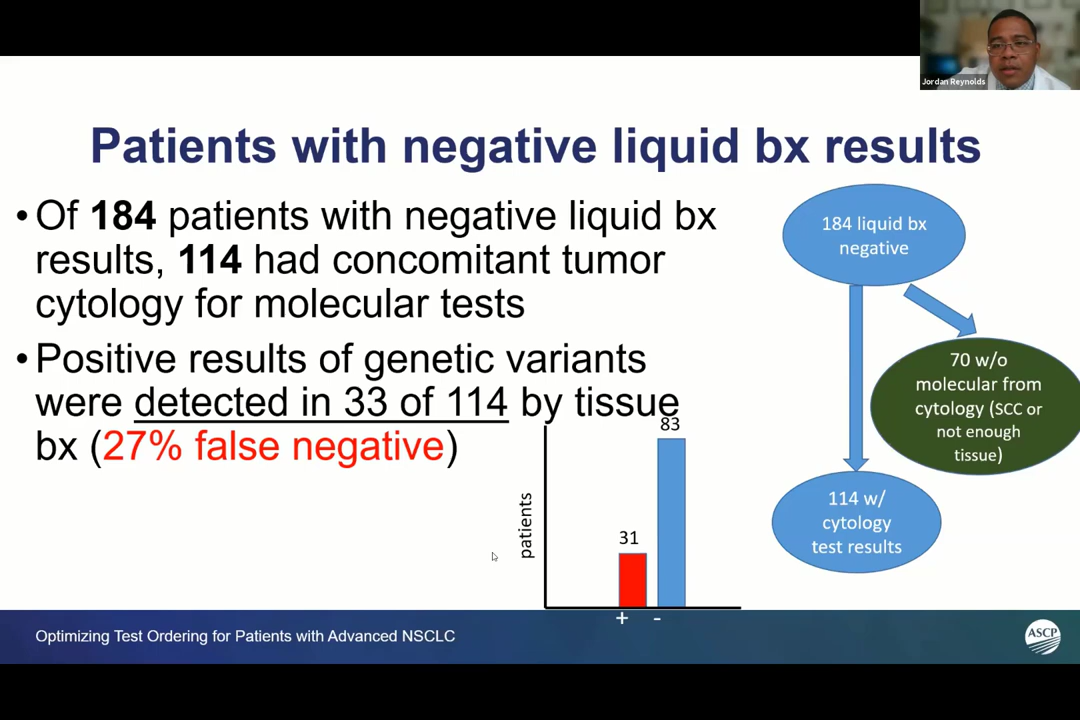 Jordan Reynolds
Patients with negative liquid bx results
• Of 184 patients with negative liquid bx
results, 114 had concomitant tumor
cytology for molecular tests
• Positive results of genetic variants
were detected in 33 of 114 by tissue
bx (27% false negative)
184 liquid bx
negative
70 w/o
molecular from
cytology (SCC or
not enough
tissue)
114 w/
cytology
test results
83
31
patients
+ -
Optimizing Test Ordering for Patients with Advanced NSCLC
ASCP